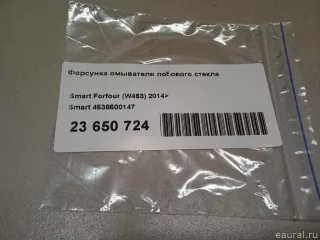 Форсунка омывателя лобового стекла
Smart Forfour (W453) 2014>
Smart 4538600147
23 650 724
eaural.ru